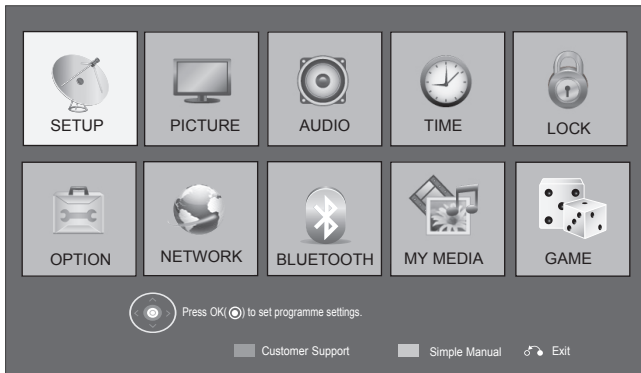 SETUP PICTURE AUDIO TIME LOCK
OPTION NETWORK BLUETOOTH MY MEDIA GAME
Press OK( ) to set programme settings.
Customer Support Simple Manual Exit